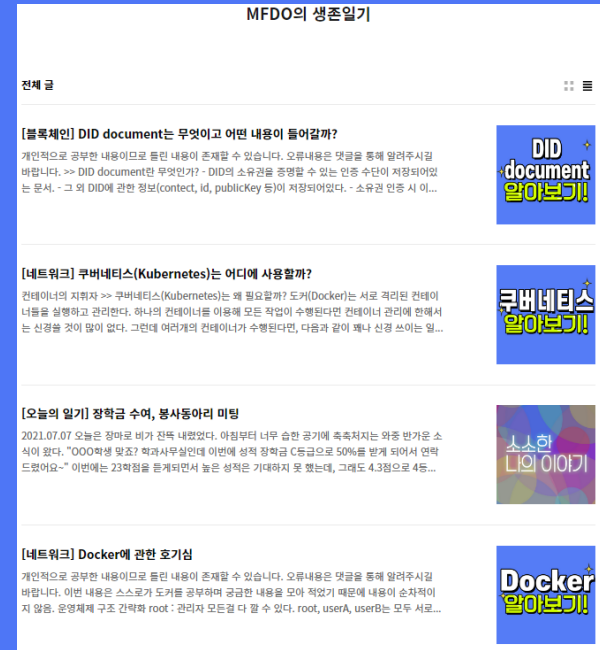 MFDO의 생존일기
전체 글
[블록체인] DID document는 무엇이고 어떤 내용이 들어갈까?
개인적으로 공부한 내용이므로 틀린 내용이 존재할 수 있습니다. 오류내용은 댓글을 통해 알려주시길
바랍니다. >> DID document란 무엇인가? - DID의 소유권을 증명할 수 있는 인증 수단이 저장되어있
는 문서. - 그 외 DID에 관한 정보(contect, id, publicKey 등)이 저장되어있다. - 소유권 인증 시 이...
DID
document
알아보기!
[네트워크] 쿠버네티스(Kubernetes)는 어디에 사용할까?
컨테이너의 지휘자 >> 쿠버네티스(Kubernetes)는 왜 필요할까? 도커(Docker)는 서로 격리된 컨테이
너들을 실행하고 관리한다. 하나의 컨테이너를 이용해 모든 작업이 수행된다면 컨테이너 관리에 한해서
는 신경쓸 것이 많이 없다. 그런데 여러개의 컨테이너가 수행된다면, 다음과 같이 꽤나 신경 쓰이는 일...
쿠버네티스
알아보기!
[오늘의 일기] 장학금 수여, 봉사동아리 미팅
2021.07.07 오늘은 장마로 비가 잔뜩 내렸었다. 아침부터 너무 습한 공기에 축축처지는 와중 반가운 소
식이 왔다. "OOO학생 맞죠? 학과사무실인데 이번에 성적 장학금 C등급으로 50%를 받게 되어서 연락
드렸어요~" 이번에는 23학점을 듣게되면서 높은 성적은 기대하지 못 했는데, 그래도 4.3점으로 4등...
소소한
나의 이야기
[네트워크] Docker에 관한 호기심
개인적으로 공부한 내용이므로 틀린 내용이 존재할 수 있습니다. 오류내용은 댓글을 통해 알려주시길
바랍니다. 이번 내용은 스스로가 도커를 공부하며 궁금한 내용을 모아 적었기 때문에 내용이 순차적이
지 않음. 운영체제 구조 간략화 root : 관리자 모든걸 다 할 수 있다. root, userA, userB는 모두 서로...
Docker
알아보기!